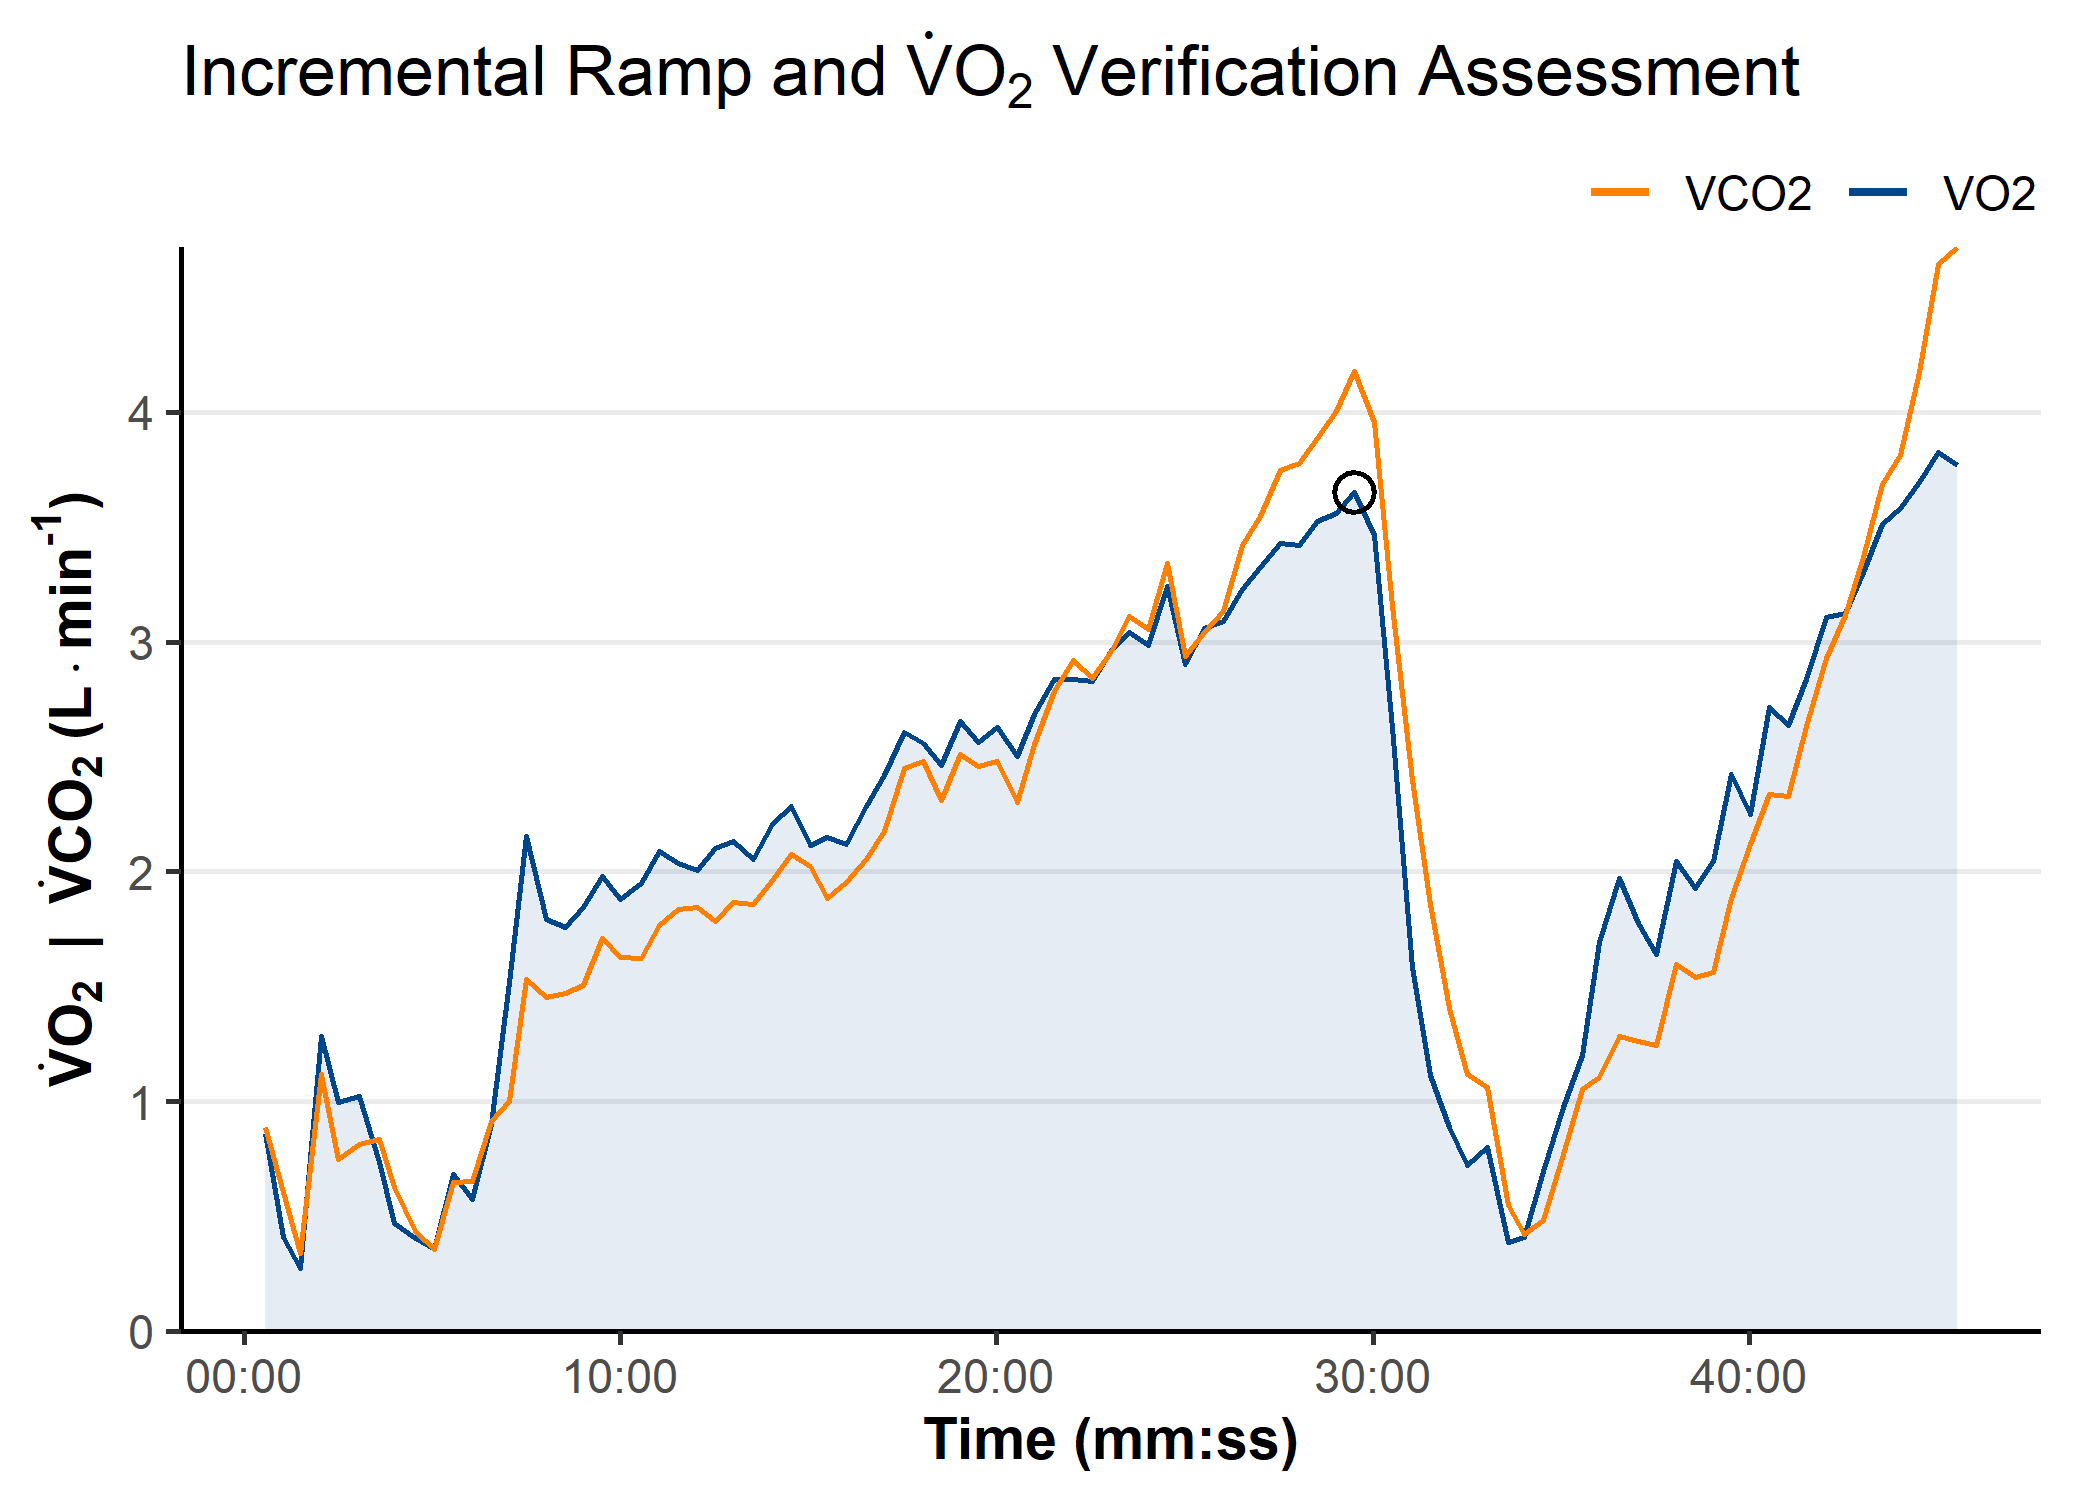 Incremental Ramp and V̇O₂ Verification Assessment
VCO2 VO2
V̇O₂ | V̇CO₂ (L · min⁻¹)
4
3
2
1
0
00:00 10:00 20:00 30:00 40:00
Time (mm:ss)